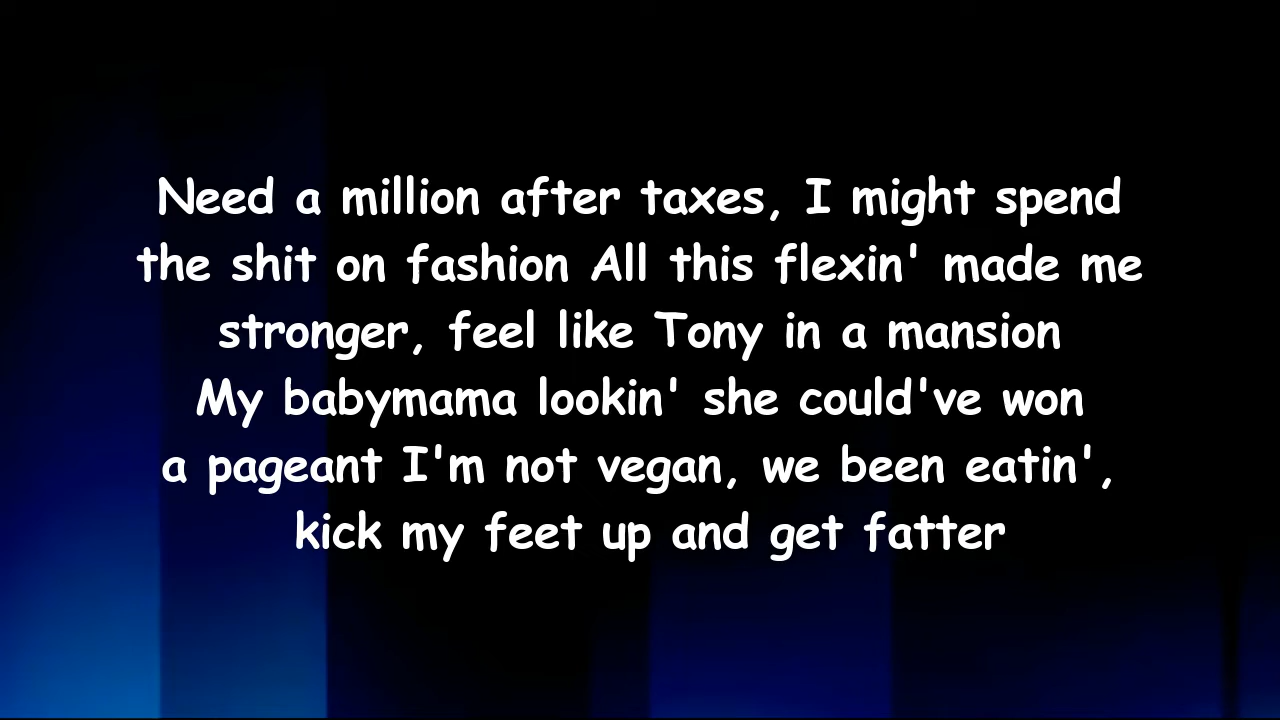 Need a million after taxes, I might spend
the shit on fashion All this flexin' made me
stronger, feel like Tony in a mansion
My babymama lookin' she could've won
a pageant I'm not vegan, we been eatin',
kick my feet up and get fatter